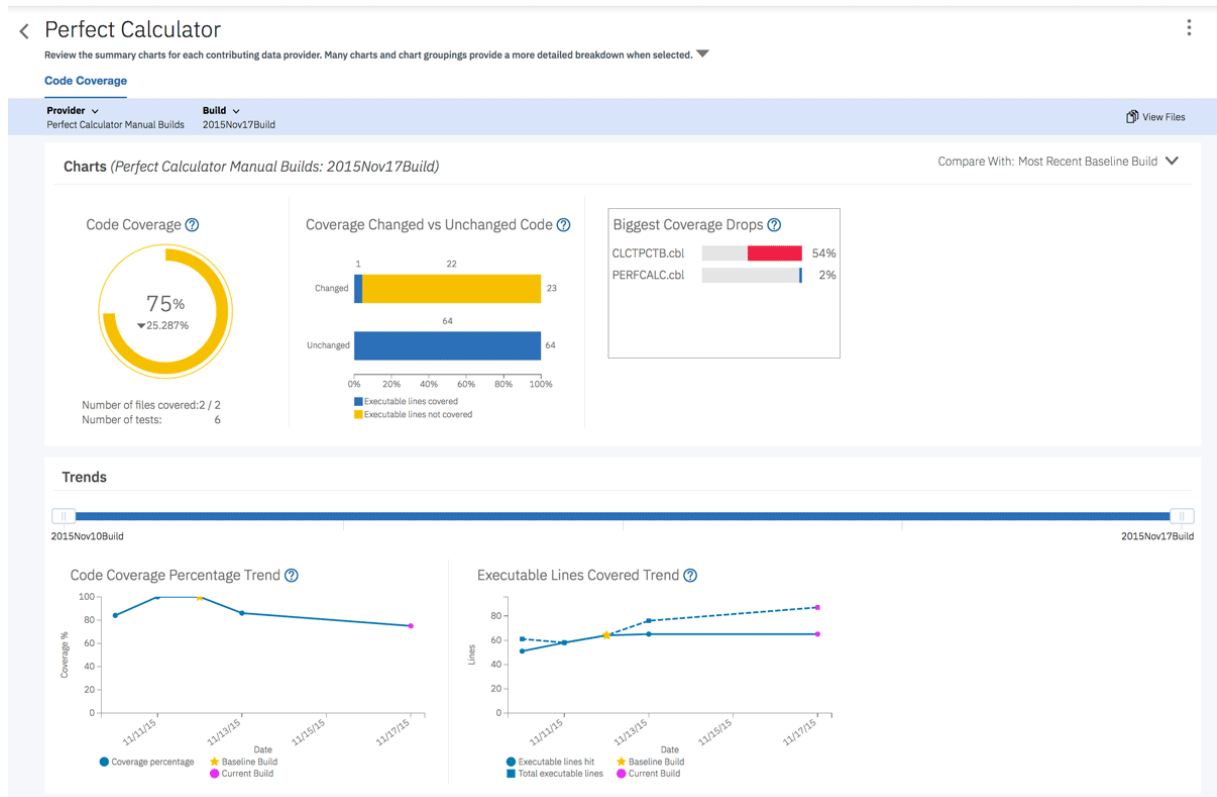 Perfect Calculator
Review the summary charts for each contributing data provider. Many charts and chart groupings provide a more detailed breakdown when selected.
Code Coverage
Provider
Build
Perfect Calculator Manual Builds
2015Nov17Build
View Files
Charts (Perfect Calculator Manual Builds: 2015Nov17Build)
Compare With: Most Recent Baseline Build
Code Coverage
75%
▼25.287%
Number of files covered:2 / 2
Number of tests: 6
Coverage Changed vs Unchanged Code
1 22
Changed 23
64
Unchanged 64
0% 20% 40% 60% 80% 100%
Executable lines covered
Executable lines not covered
Biggest Coverage Drops
CLCTPCTB.cbl 54%
PERFCALC.cbl 2%
Trends
2015Nov10Build
2015Nov17Build
Code Coverage Percentage Trend
Coverage %
100
80
60
40
20
0
11/11/15 11/13/15 11/15/15 11/17/15
Date
Coverage percentage
Baseline Build
Current Build
Executable Lines Covered Trend
Lines
80
60
40
20
0
11/11/15 11/13/15 11/15/15 11/17/15
Date
Executable lines hit
Baseline Build
Total executable lines
Current Build